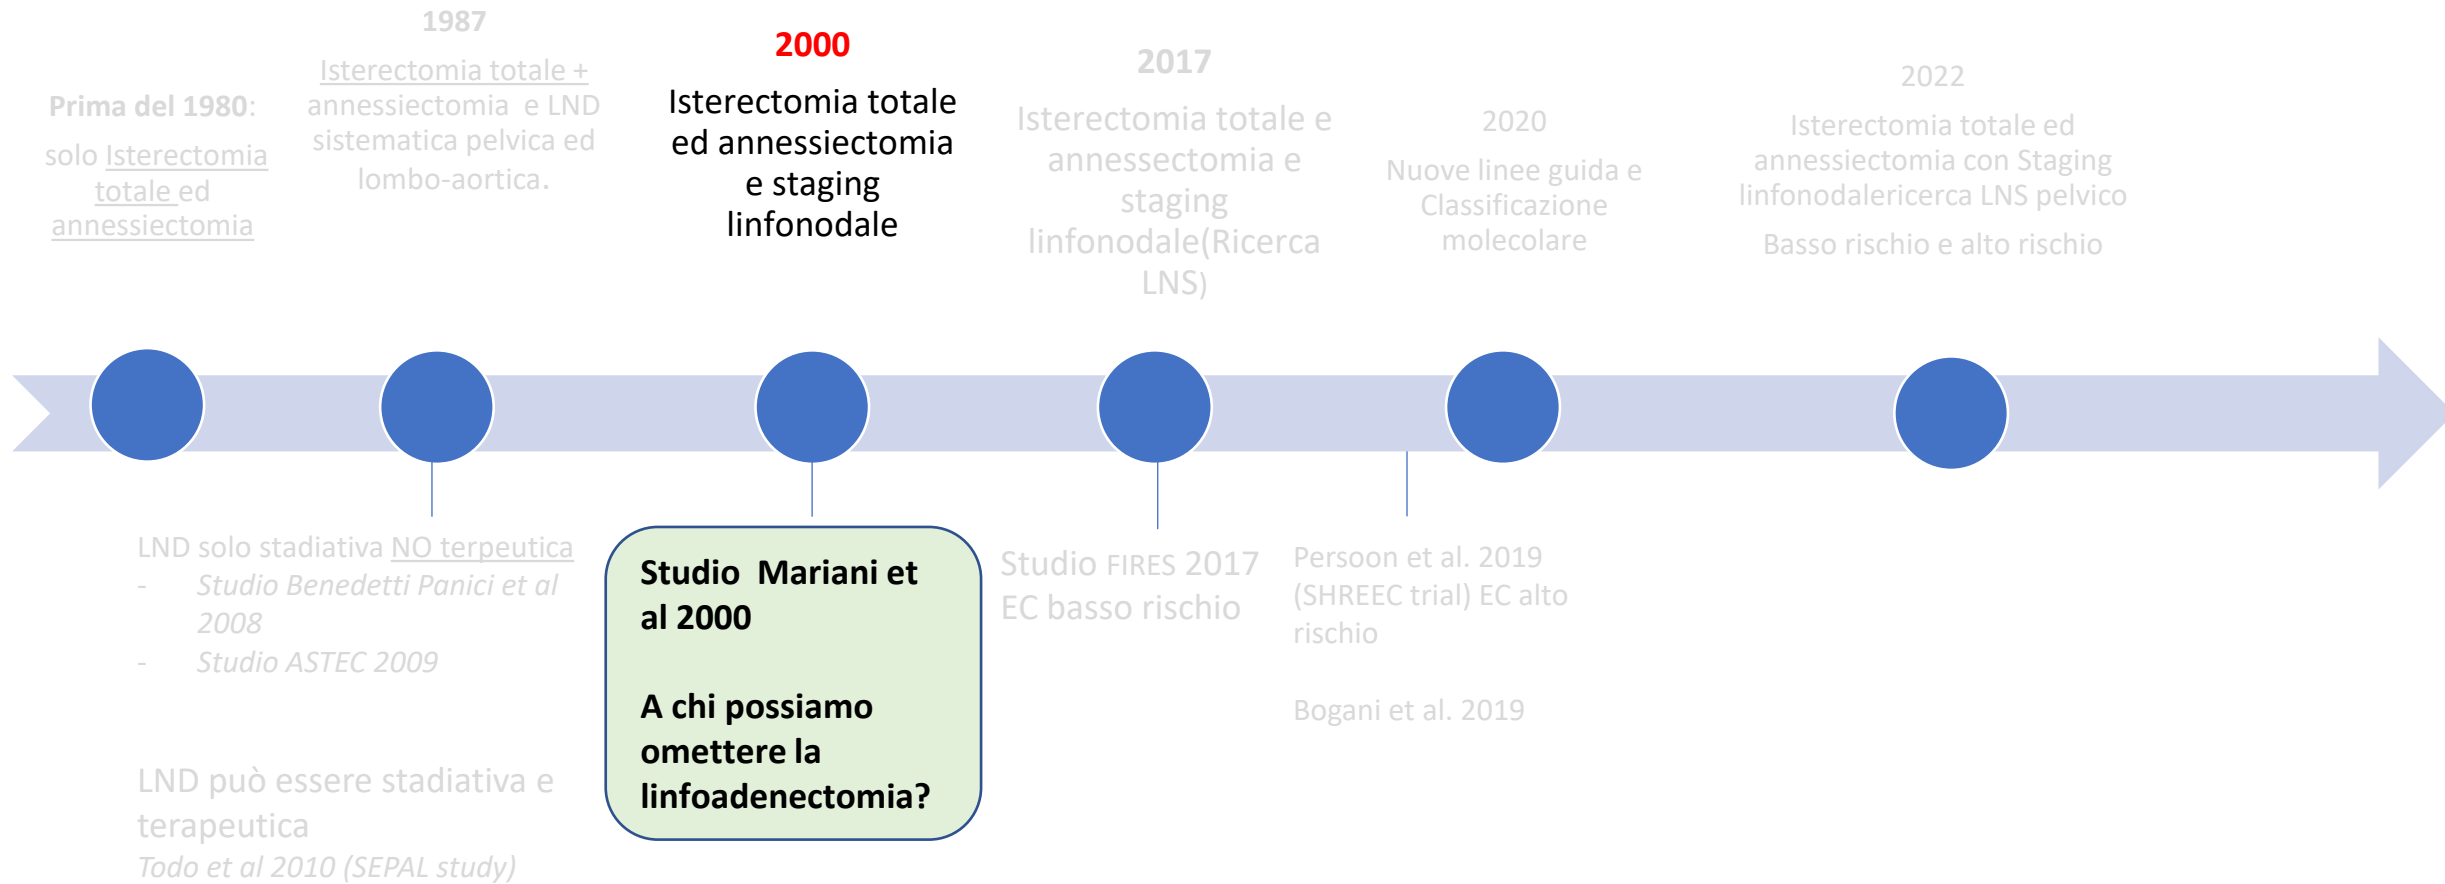 Prima del 1980:
solo Isterectomia
totale ed
annessiectomia
1987
Isterectomia totale +
annessiectomia e LND
sistematica pelvica ed
lombo-aortica.
2000
Isterectomia totale
ed annessiectomia
e staging
linfonodale
2017
Isterectomia totale e
annessectomia e
staging
linfonodale(Ricerca
LNS)
2020
Nuove linee guida e
Classificazione
molecolare
2022
Isterectomia totale ed
annessiectomia con Staging
linfonodalericerca LNS pelvico
Basso rischio e alto rischio
LND solo stadiativa NO terpeutica
- Studio Benedetti Panici et al
2008
- Studio ASTEC 2009
LND può essere stadiativa e
terapeutica
Todo et al 2010 (SEPAL study)
Studio Mariani et
al 2000
A chi possiamo
omettere la
linfoadenectomia?
Studio FIRES 2017
EC basso rischio
Persoon et al. 2019
(SHREEC trial) EC alto
rischio
Bogani et al. 2019